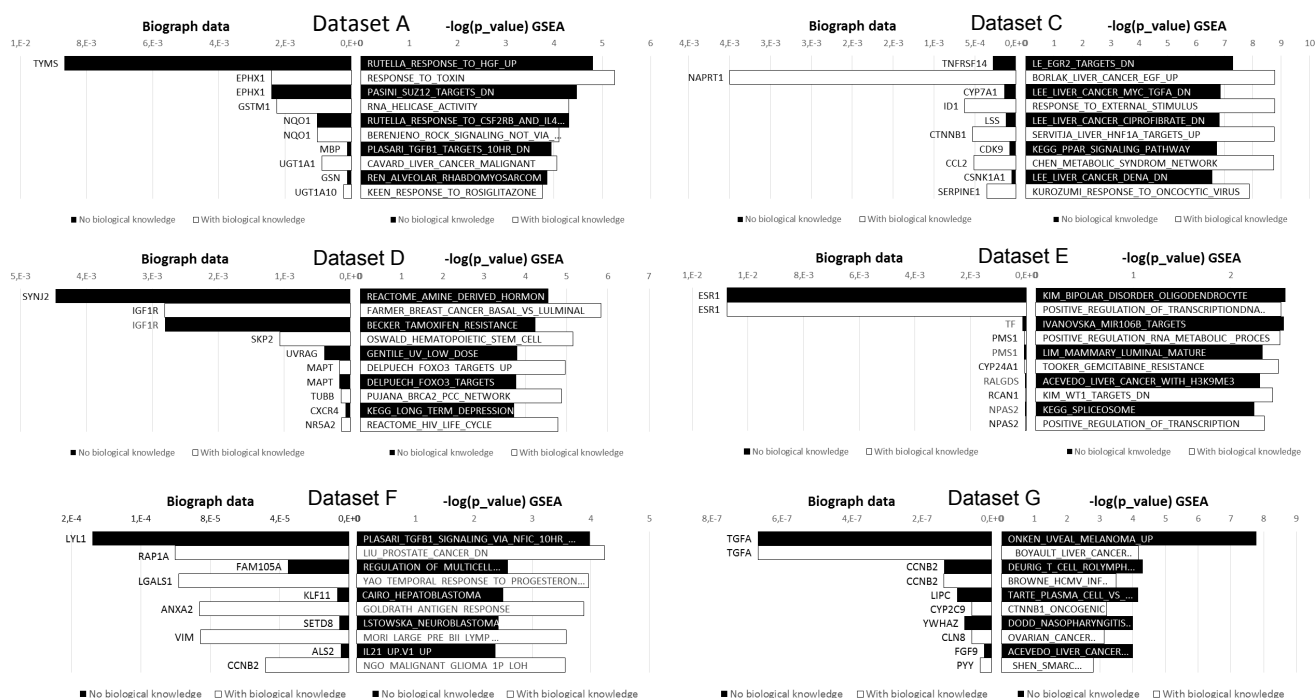 Biograph data Dataset A -log(p_value) GSEA
1,E-2 8,E-3 6,E-3 4,E-3 2,E-3 0,E+0 1 2 3 4 5 6
TYMS RUTELLA_RESPONSE_TO_HGF_UP
EPHX1 RESPONSE_TO_TOXIN
EPHX1 PASINI_SUZ12_TARGETS_DN
GSTM1 RNA_HELICASE_ACTIVITY
NQO1 RUTELLA_RESPONSE_TO_CSF2RB_AND_IL4...
NQO1 BERENJENO_ROCK_SIGNALING_NOT_VIA_...
MBP PLASARI_TGFB1_TARGETS_10HR_DN
UGT1A1 CAVARD_LIVER_CANCER_MALIGNANT
GSN REN_ALVEOLAR_RHABDOMYOSARCOM
UGT1A10 KEEN_RESPONSE_TO_ROSIGLITAZONE
No biological knowledge With biological knowledge No biological knwoledge With biological knowledge
Biograph data Dataset C -log(p_value) GSEA
4,E-3 4,E-3 3,E-3 3,E-3 2,E-3 2,E-3 1,E-3 5,E-4 0,E+0 1 2 3 4 5 6 7 8 9 10
TNFRSF14 LE_EGR2_TARGETS_DN
NAPRT1 BORLAK_LIVER_CANCER_EGF_UP
CYP7A1 LEE_LIVER_CANCER_MYC_TGFA_DN
ID1 RESPONSE_TO_EXTERNAL_STIMULUS
LSS LEE_LIVER_CANCER_CIPROFIBRATE_DN
CTNNB1 SERVITJA_LIVER_HNF1A_TARGETS_UP
CDK9 KEGG_PPAR_SIGNALING_PATHWAY
CCL2 CHEN_METABOLIC_SYNDROM_NETWORK
CSNK1A1 LEE_LIVER_CANCER_DENA_DN
SERPINE1 KUROZUMI_RESPONSE_TO_ONCOCYTIC_VIRUS
No biological knowledge With biological knowledge No biological knwoledge With biological knowledge
Biograph data Dataset D -log(p_value) GSEA
5,E-3 4,E-3 3,E-3 2,E-3 1,E-3 0,E+0 1 2 3 4 5 6 7
SYNJ2 REACTOME_AMINE_DERIVED_HORMON
IGF1R FARMER_BREAST_CANCER_BASAL_VS_LULMINAL
IGF1R BECKER_TAMOXIFEN_RESISTANCE
SKP2 OSWALD_HEMATOPOIETIC_STEM_CELL
UVRAG GENTILE_UV_LOW_DOSE
MAPT DELPUECH_FOXO3_TARGETS_UP
MAPT DELPUECH_FOXO3_TARGETS
TUBB PUJANA_BRCA2_PCC_NETWORK
CXCR4 KEGG_LONG_TERM_DEPRESSION
NR5A2 REACTOME_HIV_LIFE_CYCLE
No biological knowledge With biological knowledge No biological knowledge With biological knowledge
Biograph data Dataset E -log(p_value) GSEA
1,E-2 1,E-2 8,E-3 6,E-3 4,E-3 2,E-3 0,E+0 1 2
ESR1 KIM_BIPOLAR_DISORDER_OLIGODENDROCYTE
ESR1 POSITIVE_REGULATION_OF_TRANSCRIPTIONDNA..
TF IVANOVSKA_MIR106B_TARGETS
PMS1 POSITIVE_REGULATION_RNA_METABOLIC_PROCES
PMS1 LIM_MAMMARY_LUMINAL_MATURE
CYP24A1 TOOKER_GEMCITABINE_RESISTANCE
RALGDS ACEVEDO_LIVER_CANCER_WITH_H3K9ME3
RCAN1 KIM_WT1_TARGETS_DN
NPAS2 KEGG_SPLICEOSOME
NPAS2 POSITIVE_REGULATION_OF_TRANSCRIPTION
No biological knowledge With biological knowledge No biological knowledge With biological knowledge
Biograph data Dataset F -log(p_value) GSEA
2,E-4 1,E-4 8,E-5 4,E-5 0,E+0 1 2 3 4 5
LYL1 PLASARI_TGFB1_SIGNALING_VIA_NFIC_10HR_...
RAP1A LIU_PROSTATE_CANCER_DN
FAM105A REGULATION_OF_MULTICELL...
LGALS1 YAO_TEMPORAL_RESPONSE_TO_PROGESTERON...
KLF11 CAIRO_HEPATOBLASTOMA
ANXA2 GOLDRATH_ANTIGEN_RESPONSE
SETD8 LSTOWSKA_NEUROBLASTOMA
VIM MORI_LARGE_PRE_BII_LYMP...
ALS2 IL21_UP.V1_UP
CCNB2 NGO_MALIGNANT_GLIOMA_1P_LOH
No biological knowledge With biological knowledge No biological knowledge With biological knowledge
Biograph data Dataset G -log(p_value) GSEA
8,E-7 6,E-7 4,E-7 2,E-7 0,E+0 1 2 3 4 5 6 7 8 9
TGFA ONKEN_UVEAL_MELANOMA_UP
TGFA BOYAULT_LIVER_CANCER..
CCNB2 DEURIG_T_CELL_ROLYMPH...
CCNB2 BROWNE_HCMV_INF..
LIPC TARTE_PLASMA_CELL_VS_...
CYP2C9 CTNNB1_ONCOGENIC
YWHAZ DODD_NASOPHARYNGITIS..
CLN8 OVARIAN_CANCER..
FGF9 ACEVEDO_LIVER_CANCER...
PYY SHEN_SMARC...
No biological knowledge With biological knowledge No biological knowledge With biological knowledge